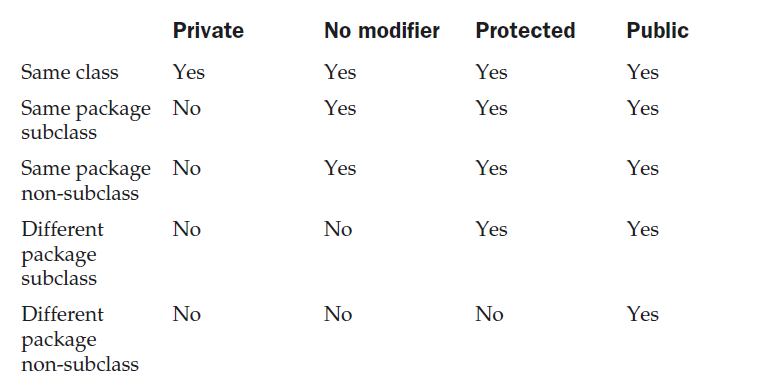 Private No modifier Protected Public
Same class Yes Yes Yes Yes
Same package No Yes Yes Yes
subclass
Same package No Yes Yes Yes
non-subclass
Different No No Yes Yes
package
subclass
Different No No No Yes
package
non-subclass